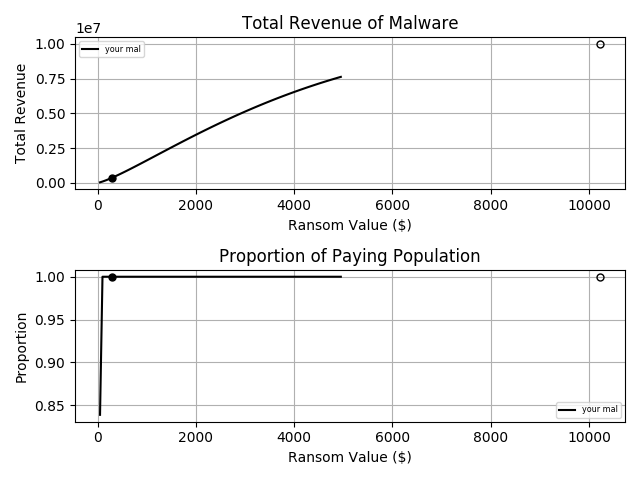 Total Revenue of Malware
1e7
1.00
0.75
0.50
0.25
0.00
Total Revenue
your mal
0 2000 4000 6000 8000 10000
Ransom Value ($)
Proportion of Paying Population
1.00
0.95
0.90
0.85
Proportion
your mal
0 2000 4000 6000 8000 10000
Ransom Value ($)